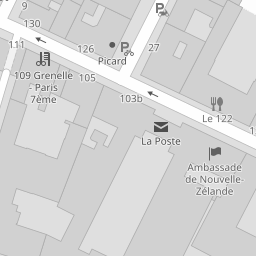 9
130
111
126
Picard
P
27
P
109 Grenelle
- Paris
7ème
105
103b
Le 122
La Poste
Ambassade
de Nouvelle-
Zélande